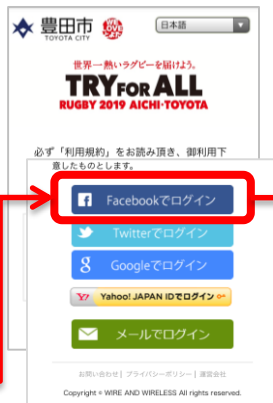 豊田市
TOYOTA CITY
WE LOVE とよた
日本語
世界一熱いラグビーを届けよう。
TRY FOR ALL
RUGBY 2019 AICHI・TOYOTA
必ず「利用規約」をお読み頂き、御利用下
意したものとします。
f Facebookでログイン
Twitterでログイン
8 Googleでログイン
Y! Yahoo! JAPAN IDでログイン
メールでログイン
お問い合わせ | プライバシーポリシー | 運営会社
Copyright © WIRE AND WIRELESS All rights reserved.